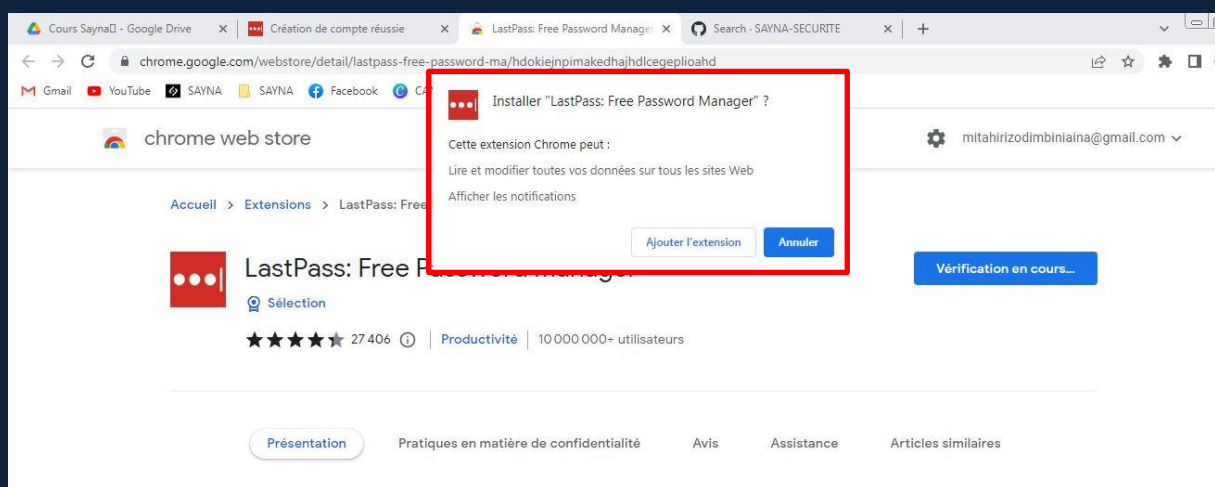 Cours Sayna - Google Drive
Création de compte réussie
LastPass: Free Password Manage
Search - SAYNA-SECURITE
chrome.google.com/webstore/detail/lastpass-free-password-ma/hdokiejnpimakedhajhdlcegeplioahd
Gmail
YouTube
SAYNA
SAYNA
Facebook
Installer "LastPass: Free Password Manager" ?
Cette extension Chrome peut :
Lire et modifier toutes vos données sur tous les sites Web
Afficher les notifications
Ajouter l'extension
Annuler
chrome web store
mitahirizodimbiniaina@gmail.com
Accueil > Extensions > LastPass: Free
LastPass: Free Password Manager
Vérification en cours...
Sélection
27 406
Productivité
10 000 000+ utilisateurs
Présentation
Pratiques en matière de confidentialité
Avis
Assistance
Articles similaires